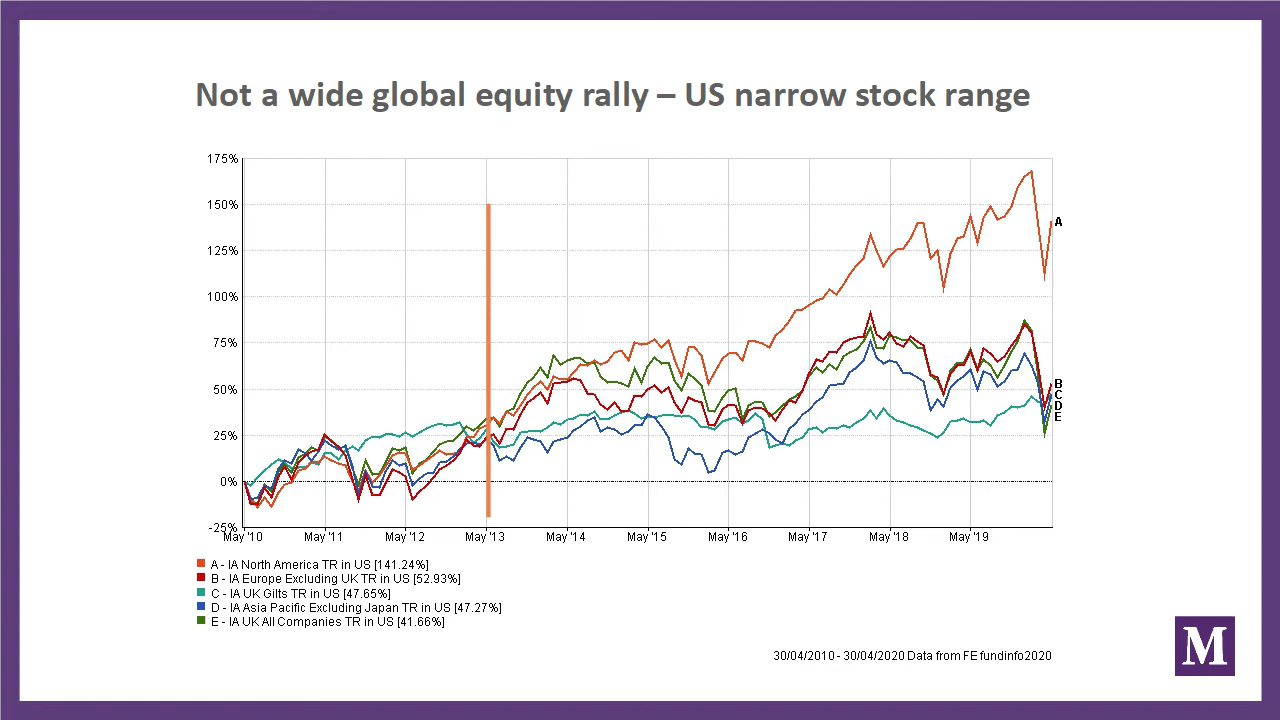 Not a wide global equity rally – US narrow stock range
175%
150%
125%
100%
75%
50%
25%
0%
-25%
A
B
C
D
E
May'10 May'11 May'12 May'13 May'14 May'15 May'16 May'17 May'18 May'19
A - IA North America TR in US [141.24%]
B - IA Europe Excluding UK TR in US [52.93%]
C - IA UK Gilts TR in US [47.65%]
D - IA Asia Pacific Excluding Japan TR in US [47.27%]
E - IA UK All Companies TR in US [41.66%]
30/04/2010 - 30/04/2020 Data from FE fundinfo2020
M